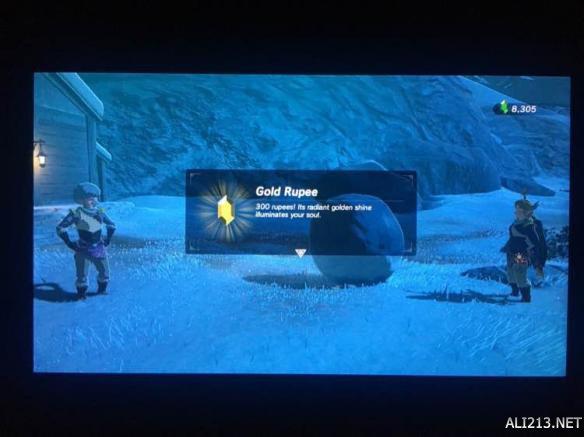 8,305
Gold Rupee
300 rupees! Its radiant golden shine
illuminates your soul.
ALI213.NET